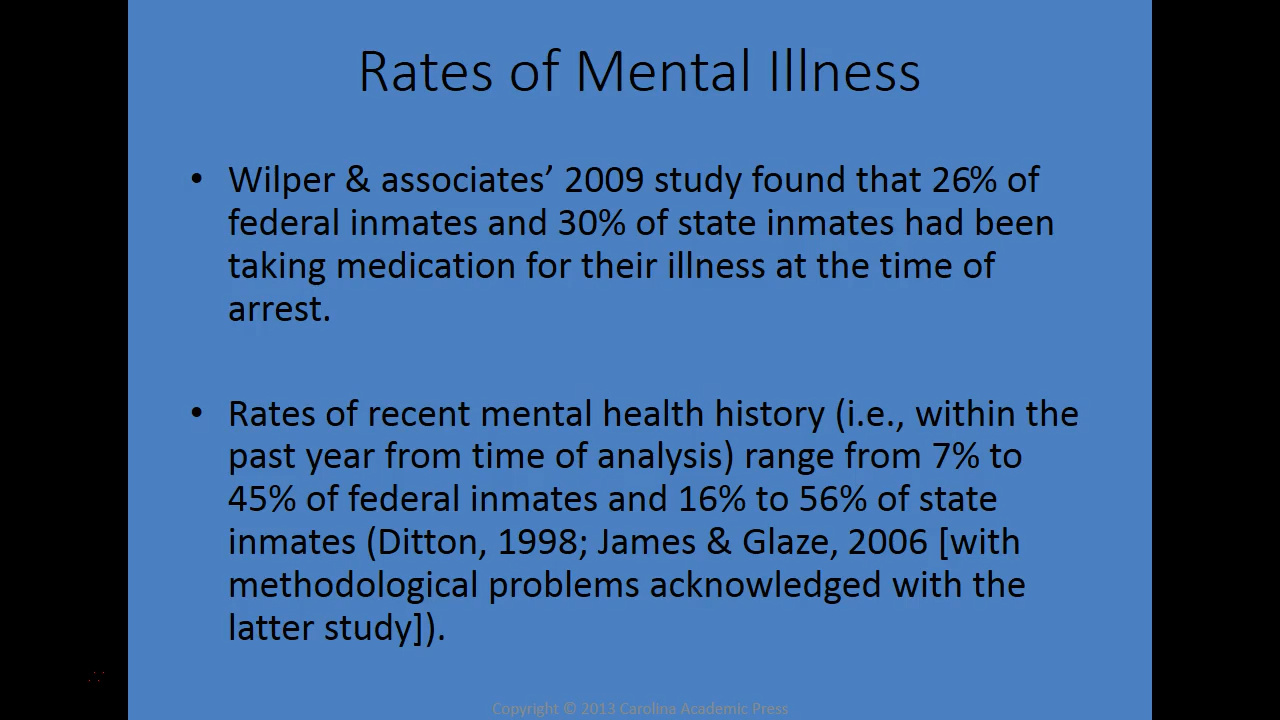 Rates of Mental Illness
• Wilper & associates’ 2009 study found that 26% of
federal inmates and 30% of state inmates had been
taking medication for their illness at the time of
arrest.
• Rates of recent mental health history (i.e., within the
past year from time of analysis) range from 7% to
45% of federal inmates and 16% to 56% of state
inmates (Ditton, 1998; James & Glaze, 2006 [with
methodological problems acknowledged with the
latter study]).
Copyright © 2013 Carolina Academic Press